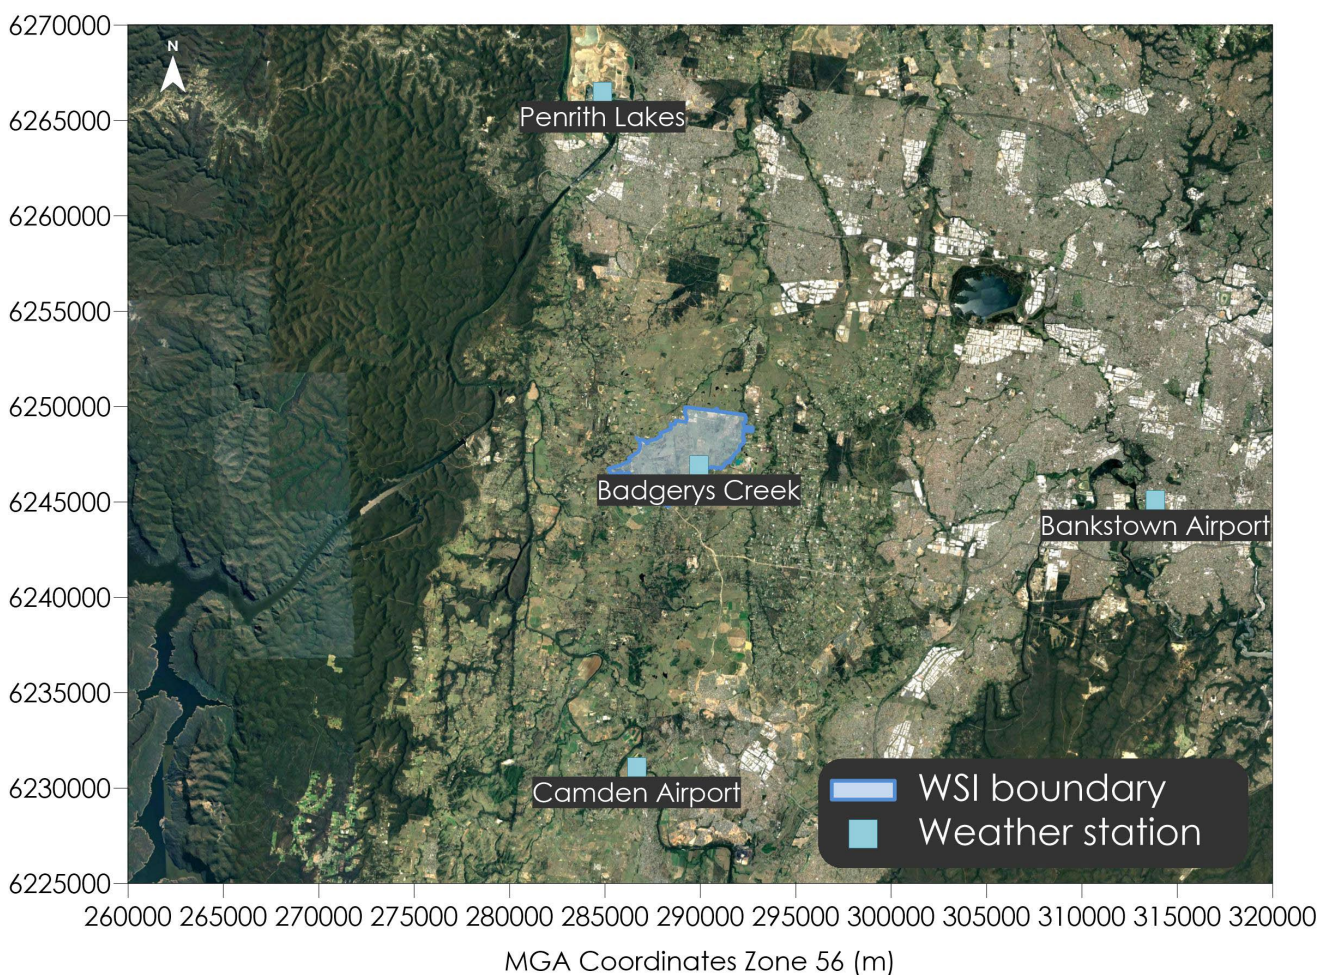 6270000
N
Penrith Lakes
6265000
6260000
6255000
6250000
6245000
Badgerys Creek
Bankstown Airport
6240000
6235000
6230000
Camden Airport
WSI boundary
Weather station
6225000
260000 265000 270000 275000 280000 285000 290000 295000 300000 305000 310000 315000 320000
MGA Coordinates Zone 56 (m)